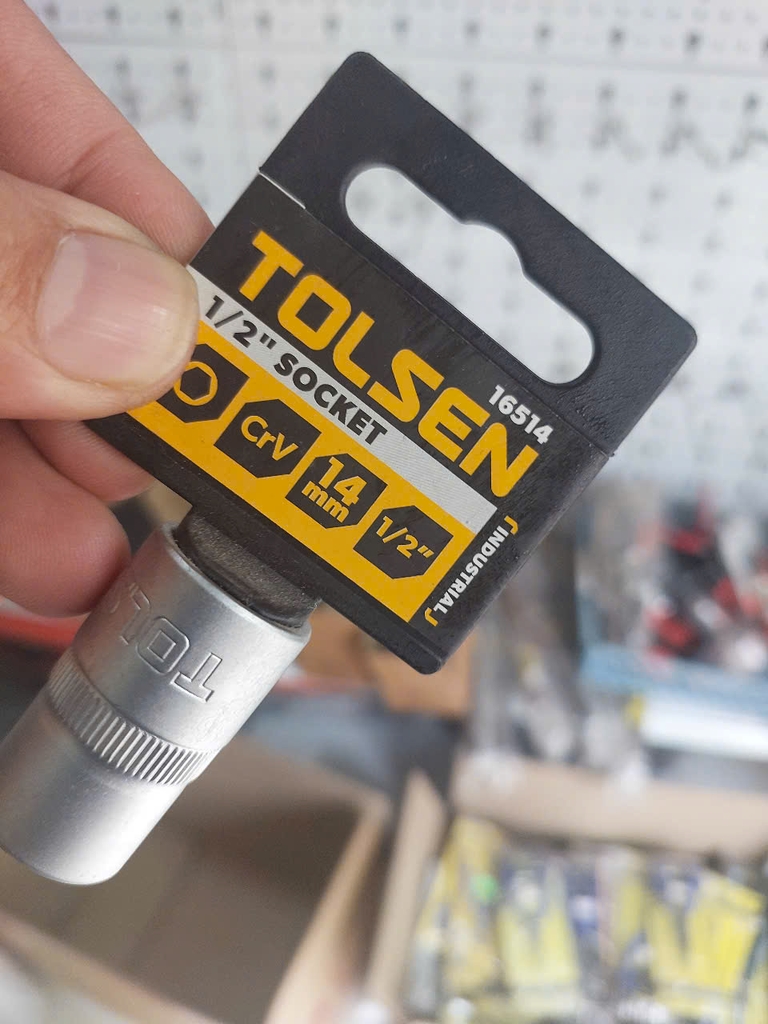 TOLSEN
16514
1/2" SOCKET
CrV
14
mm
1/2"
INDUSTRIAL
TOL